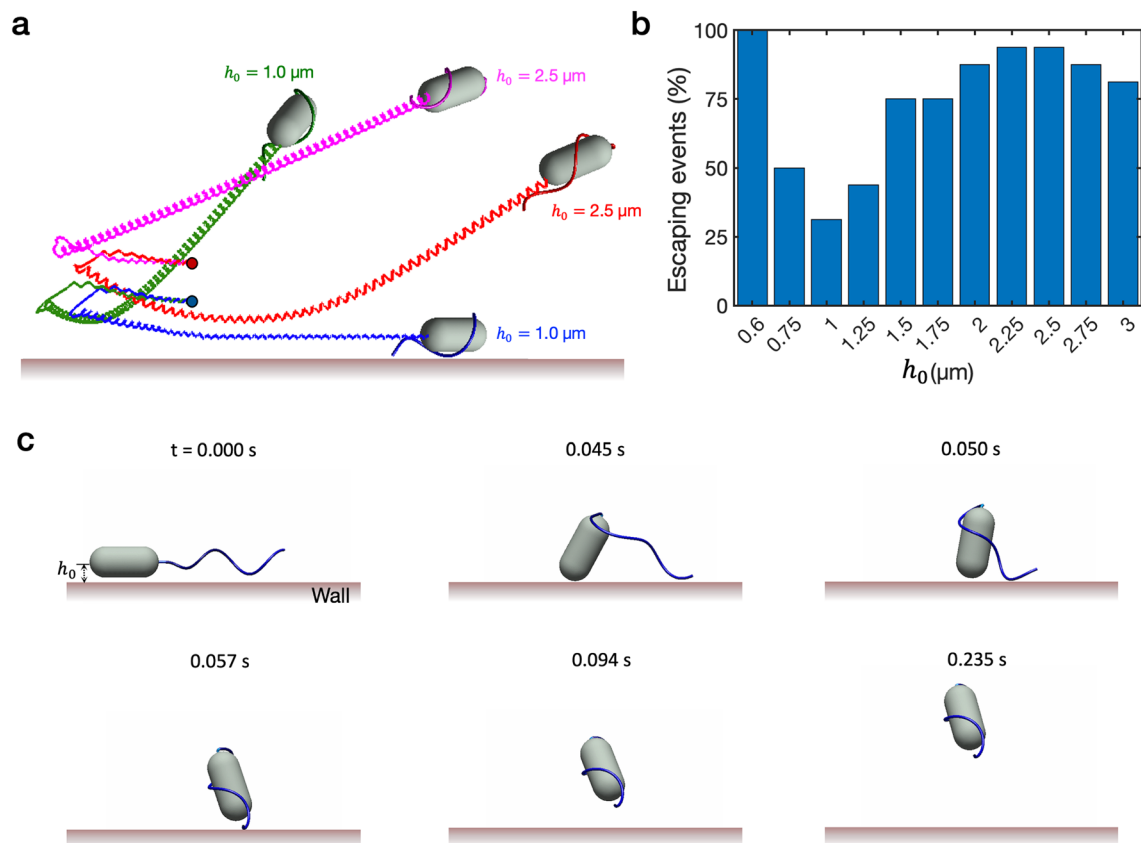 a
h₀ = 1.0 µm
h₀ = 2.5 µm
h₀ = 2.5 µm
h₀ = 1.0 µm
b
Escaping events (%)
100
75
50
25
0
0.6
0.75
1
1.25
1.5
1.75
2
2.25
2.5
2.75
3
h₀(µm)
c
t = 0.000 s
0.045 s
0.050 s
h₀
Wall
0.057 s
0.094 s
0.235 s